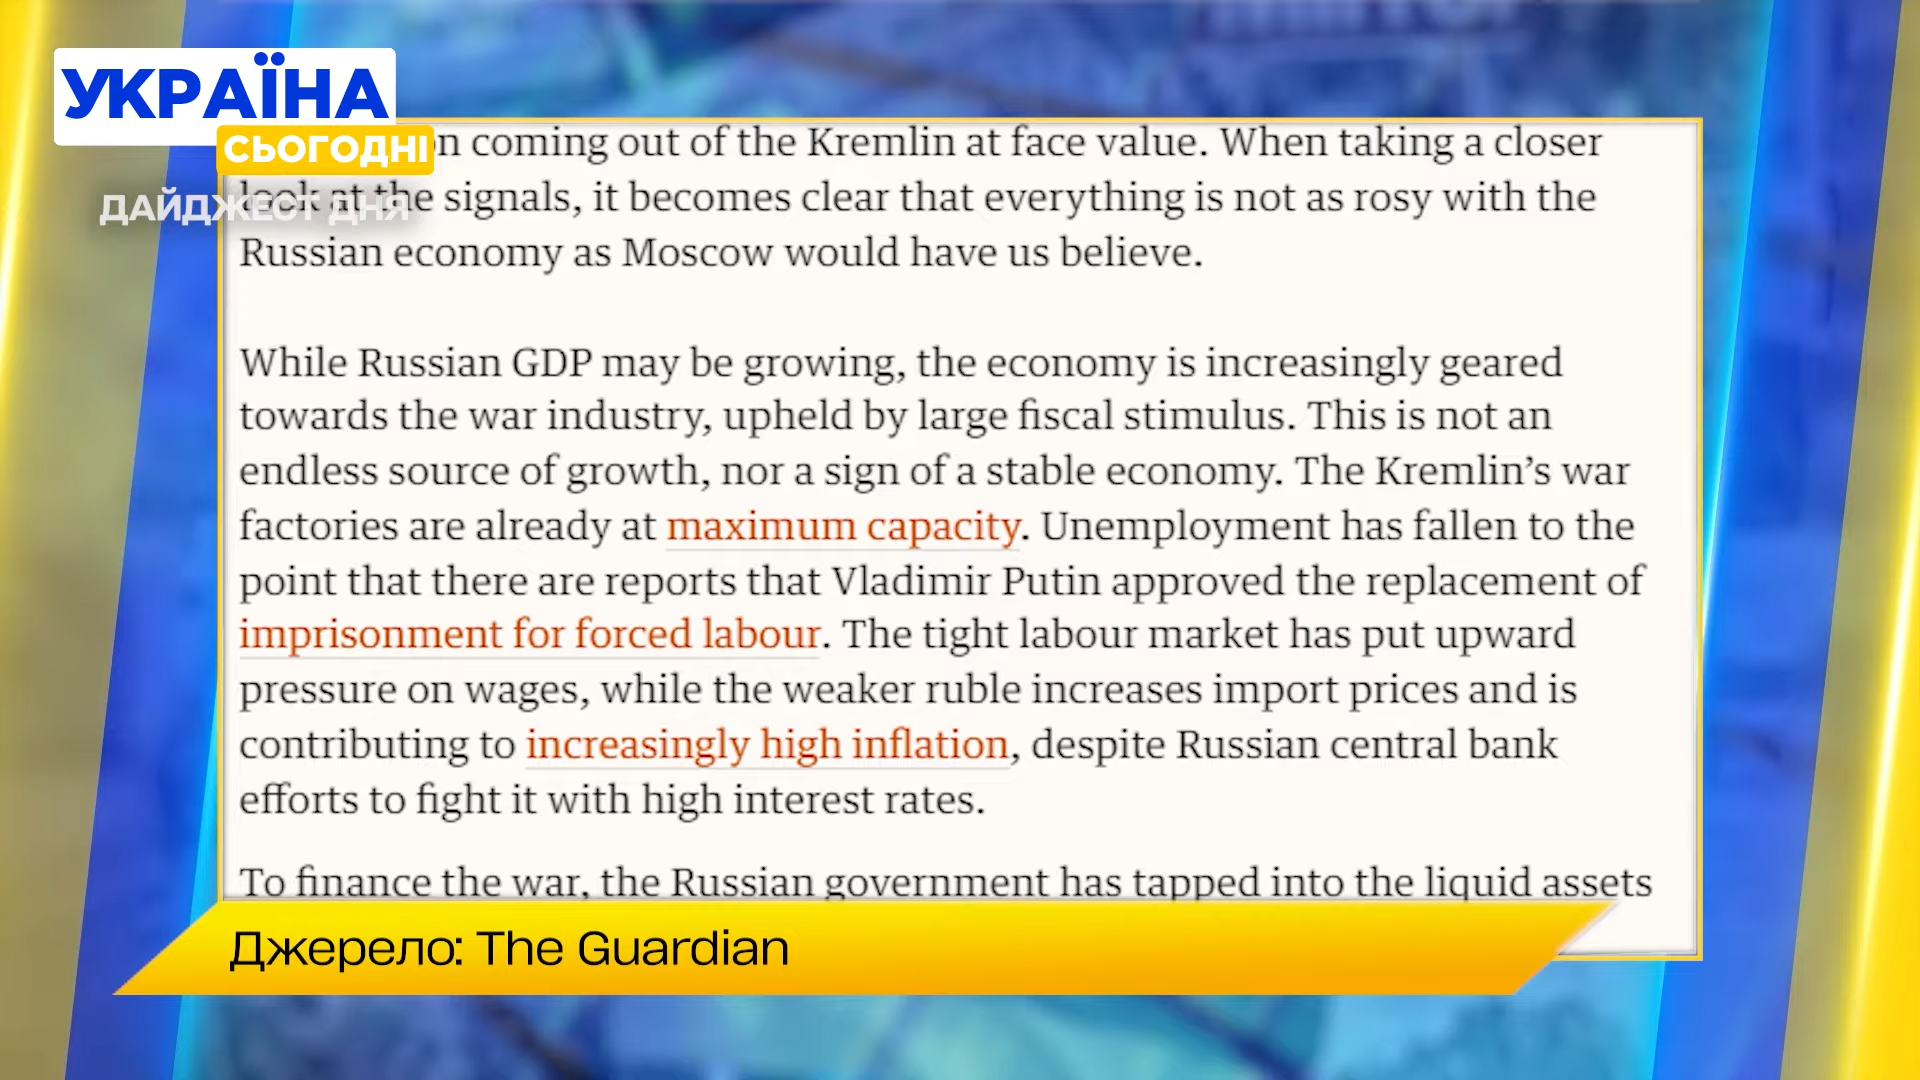 УКРАЇНА
СЬОГОДНІ
ДАЙДЖЕСТ ДНЯ
coming out of the Kremlin at face value. When taking a closer
look at the signals, it becomes clear that everything is not as rosy with the
Russian economy as Moscow would have us believe.
While Russian GDP may be growing, the economy is increasingly geared
towards the war industry, upheld by large fiscal stimulus. This is not an
endless source of growth, nor a sign of a stable economy. The Kremlin’s war
factories are already at maximum capacity. Unemployment has fallen to the
point that there are reports that Vladimir Putin approved the replacement of
imprisonment for forced labour. The tight labour market has put upward
pressure on wages, while the weaker ruble increases import prices and is
contributing to increasingly high inflation, despite Russian central bank
efforts to fight it with high interest rates.
To finance the war, the Russian government has tapped into the liquid assets
Джерело: The Guardian